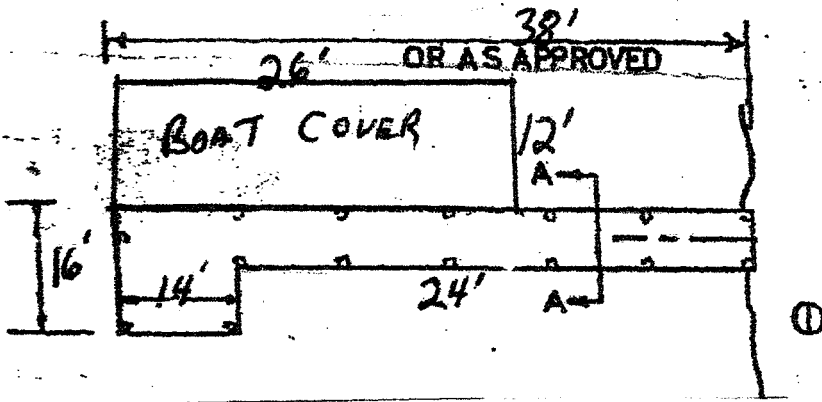 38'
OR AS APPROVED
26'
BOAT COVER
12'
A
16'
14'
24'
A
①